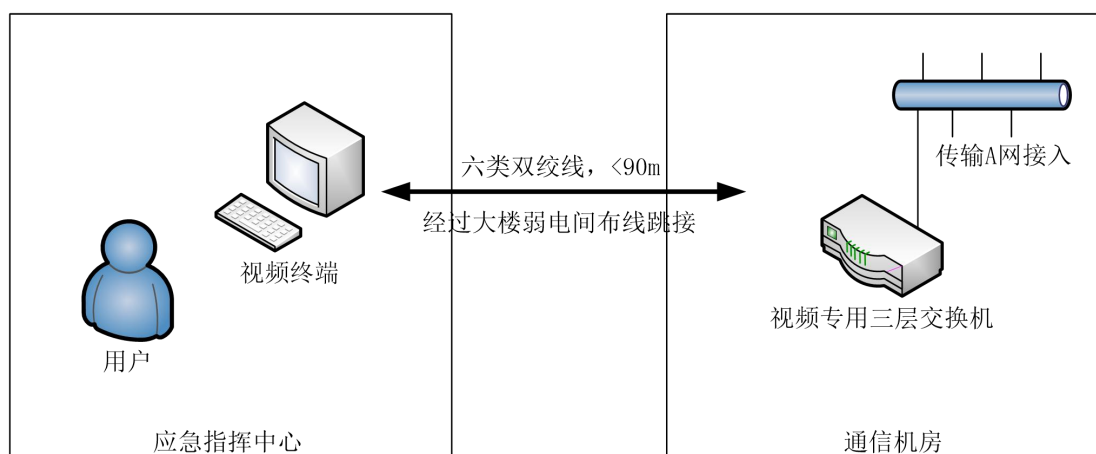 六类双绞线，<90m
经过大楼弱电间布线跳接
传输A网接入
视频终端
视频专用三层交换机
用户
应急指挥中心
通信机房